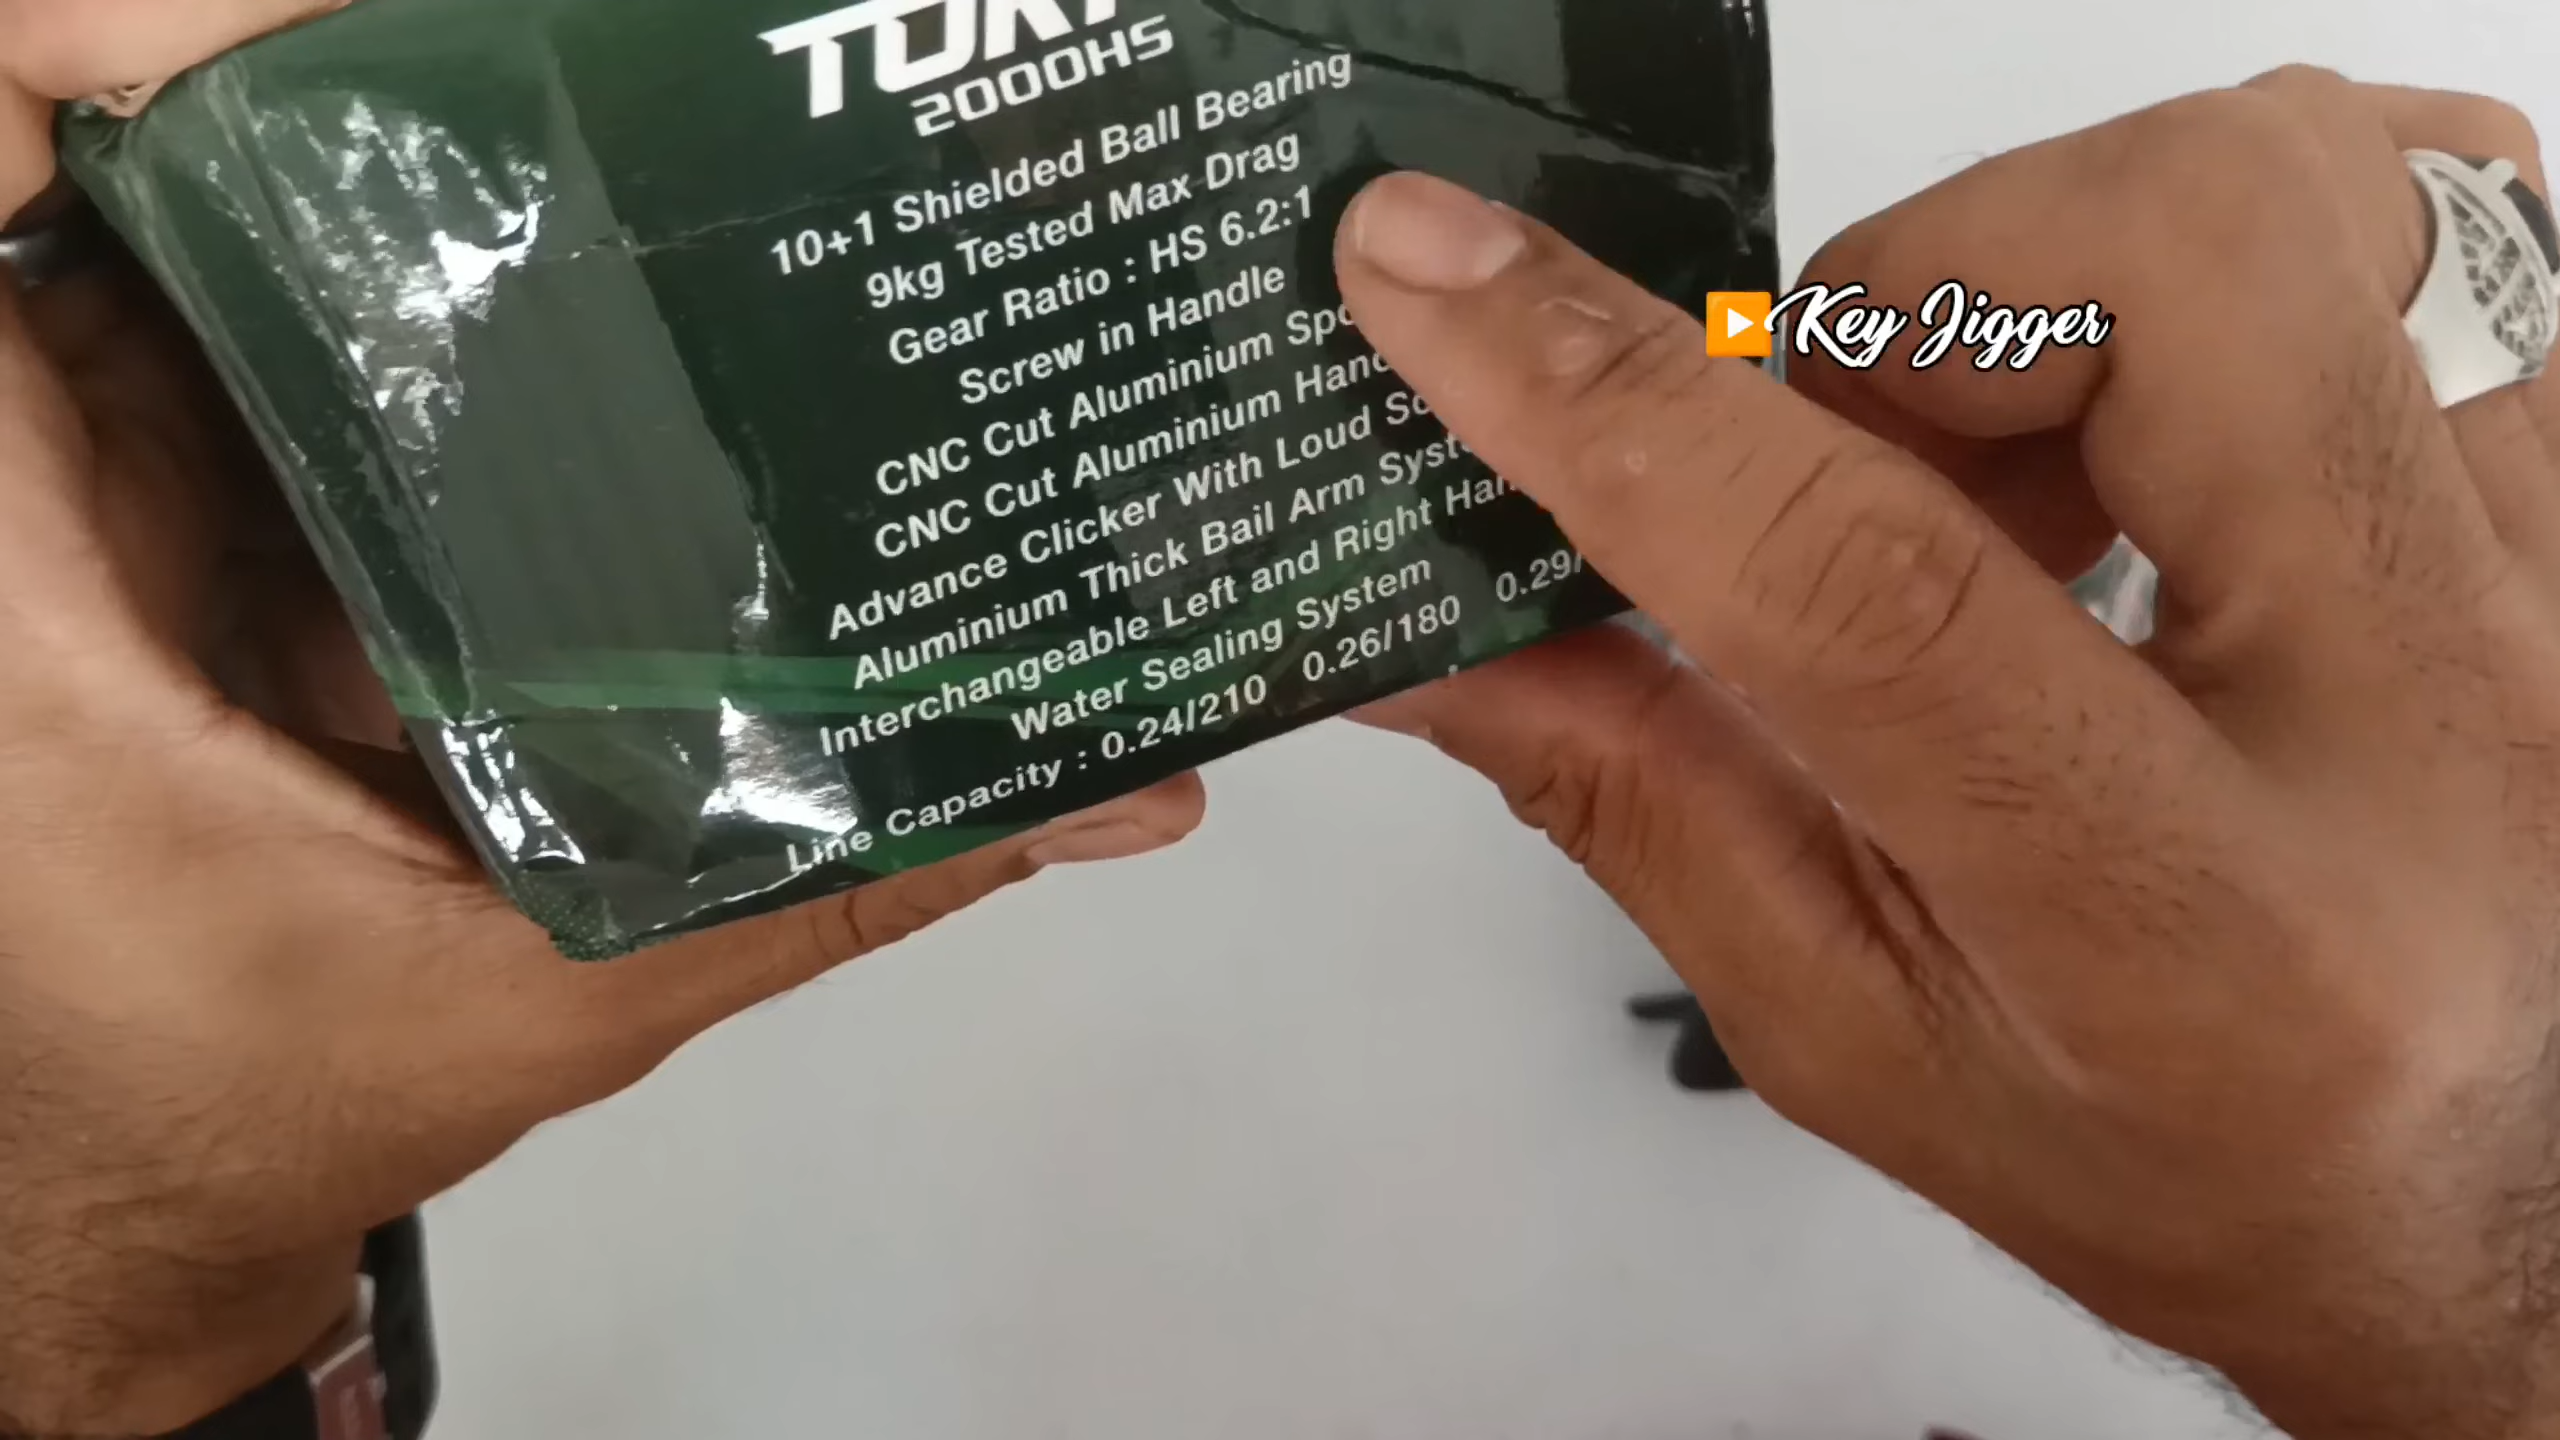 2000HS
10+1 Shielded Ball Bearing
9kg Tested Max Drag
Gear Ratio : HS 6.2:1
Screw in Handle
CNC Cut Aluminium
CNC Cut Aluminium
Advance Clicker With Loud
Aluminium Thick Bail Arm
Interchangeable Left and Right
Water Sealing System
Line Capacity : 0.24/210 0.26/180 0.29/
Key Jigger